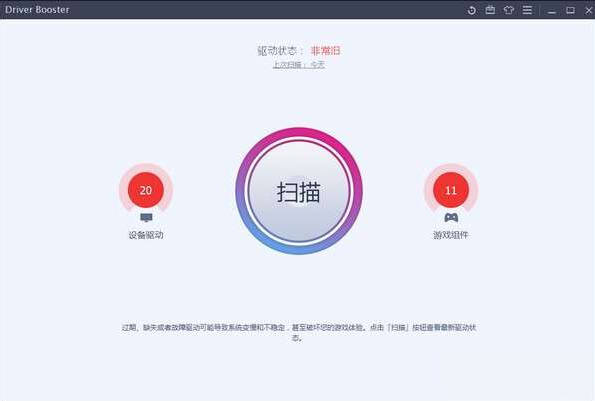 Driver Booster
驱动状态： 非常旧
上次扫描： 今天
扫描
20
设备驱动
11
游戏组件
过期、缺失或者故障驱动可能导致系统变慢和不稳定，甚至破坏您的游戏体验。点击「扫描」按钮查看最新驱动状
态。